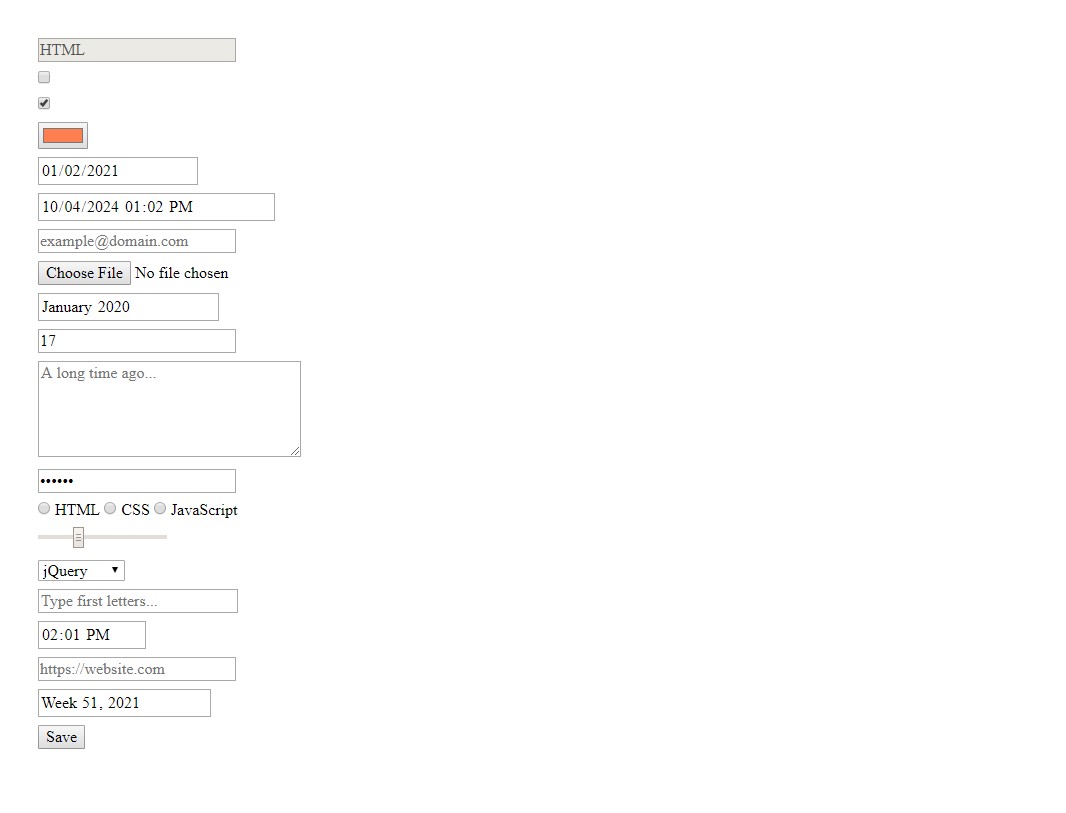 HTML
01/02/2021
10/04/2024 01:02 PM
example@domain.com
Choose File No file chosen
January 2020
17
A long time ago...
••••••
HTML CSS JavaScript
jQuery
Type first letters...
02:01 PM
https://website.com
Week 51, 2021
Save